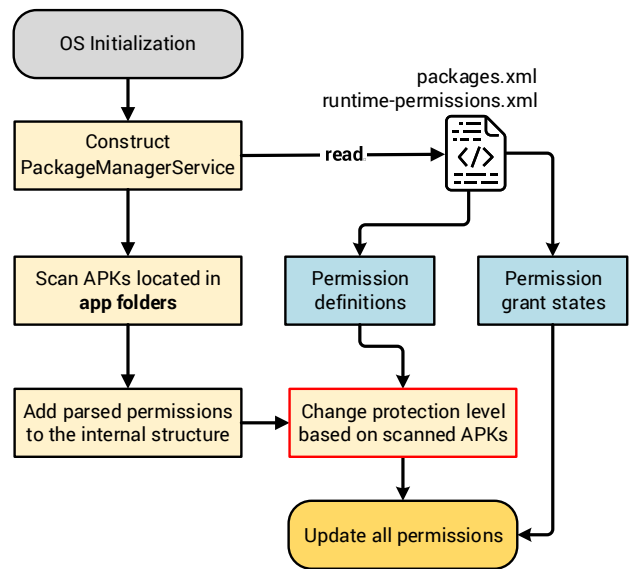 OS Initialization
packages.xml
runtime-permissions.xml
Construct
PackageManagerService
read
</>
Scan APKs located in
app folders
Permission
definitions
Permission
grant states
Add parsed permissions
to the internal structure
Change protection level
based on scanned APKs
Update all permissions